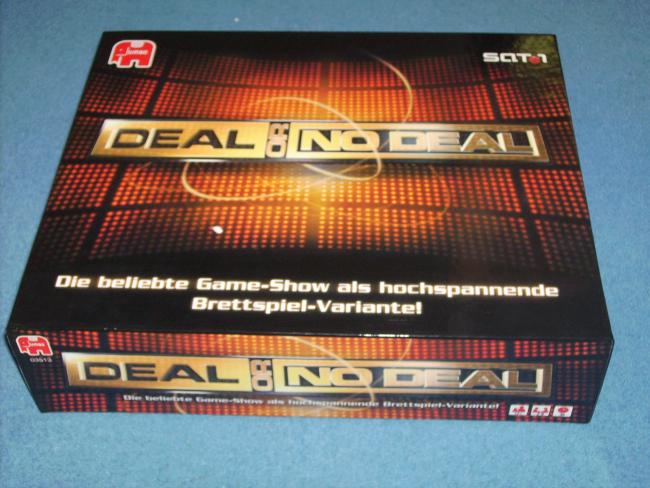 Jumbo
SAT.1
DEAL OR NO DEAL
Die beliebte Game-Show als hochspannende
Brettspiel-Variante!
Jumbo
03513
DEAL OR NO DEAL
Die beliebte Game-Show als hochspannende Brettspiel-Variante!